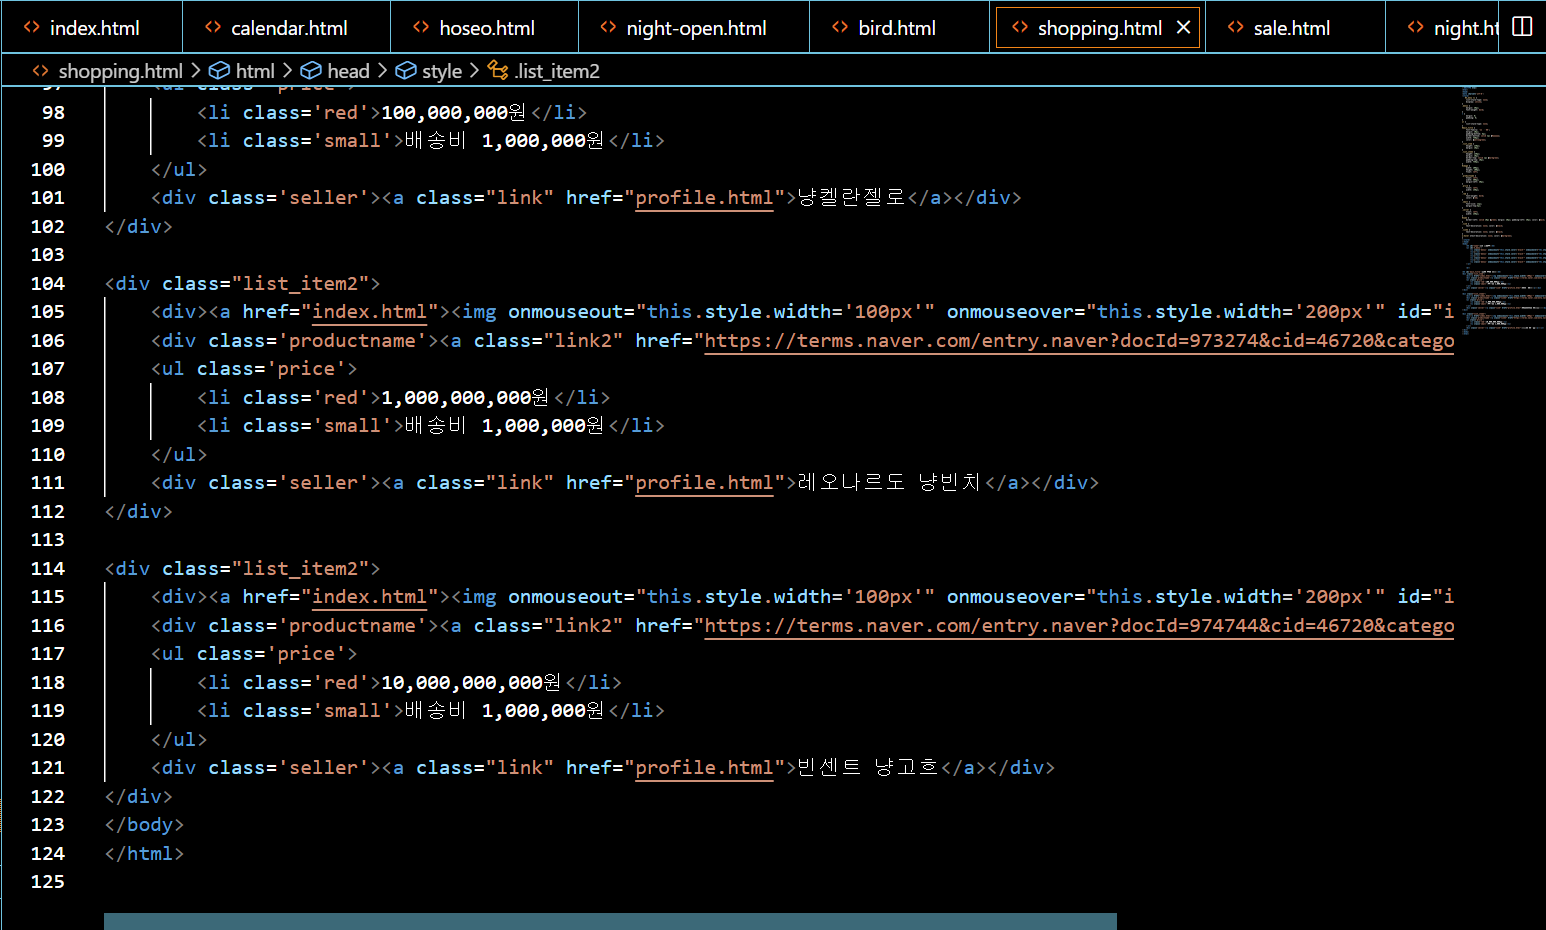 index.html calendar.html hoseo.html night-open.html bird.html shopping.html sale.html night.ht
shopping.html > html > head > style > .list_item2
97 <ul class='price'>
98 <li class='red'>100,000,000원</li>
99 <li class='small'>배송비 1,000,000원</li>
100 </ul>
101 <div class='seller'><a class="link" href="profile.html">냥켈란젤로</a></div>
102 </div>
103
104 <div class="list_item2">
105 <div><a href="index.html"><img onmouseout="this.style.width='100px'" onmouseover="this.style.width='200px'" id="i
106 <div class='productname'><a class="link2" href="https://terms.naver.com/entry.naver?docId=973274&cid=46720&catego
107 <ul class='price'>
108 <li class='red'>1,000,000,000원</li>
109 <li class='small'>배송비 1,000,000원</li>
110 </ul>
111 <div class='seller'><a class="link" href="profile.html">레오나르도 냥빈치</a></div>
112 </div>
113
114 <div class="list_item2">
115 <div><a href="index.html"><img onmouseout="this.style.width='100px'" onmouseover="this.style.width='200px'" id="i
116 <div class='productname'><a class="link2" href="https://terms.naver.com/entry.naver?docId=974744&cid=46720&catego
117 <ul class='price'>
118 <li class='red'>10,000,000,000원</li>
119 <li class='small'>배송비 1,000,000원</li>
120 </ul>
121 <div class='seller'><a class="link" href="profile.html">빈센트 냥고흐</a></div>
122 </div>
123 </body>
124 </html>
125